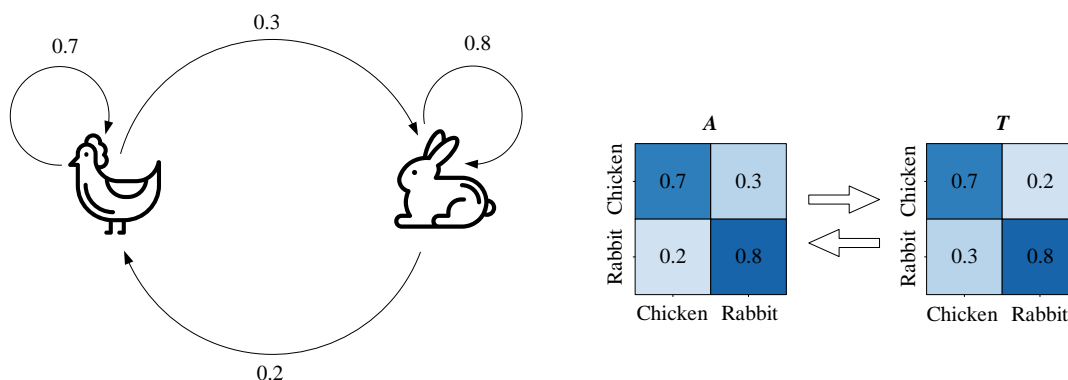 0.3
0.7
0.8
0.2
A
Chicken
Rabbit
0.7 0.3
0.2 0.8
Chicken Rabbit
T
Chicken
Rabbit
0.7 0.2
0.3 0.8
Chicken Rabbit